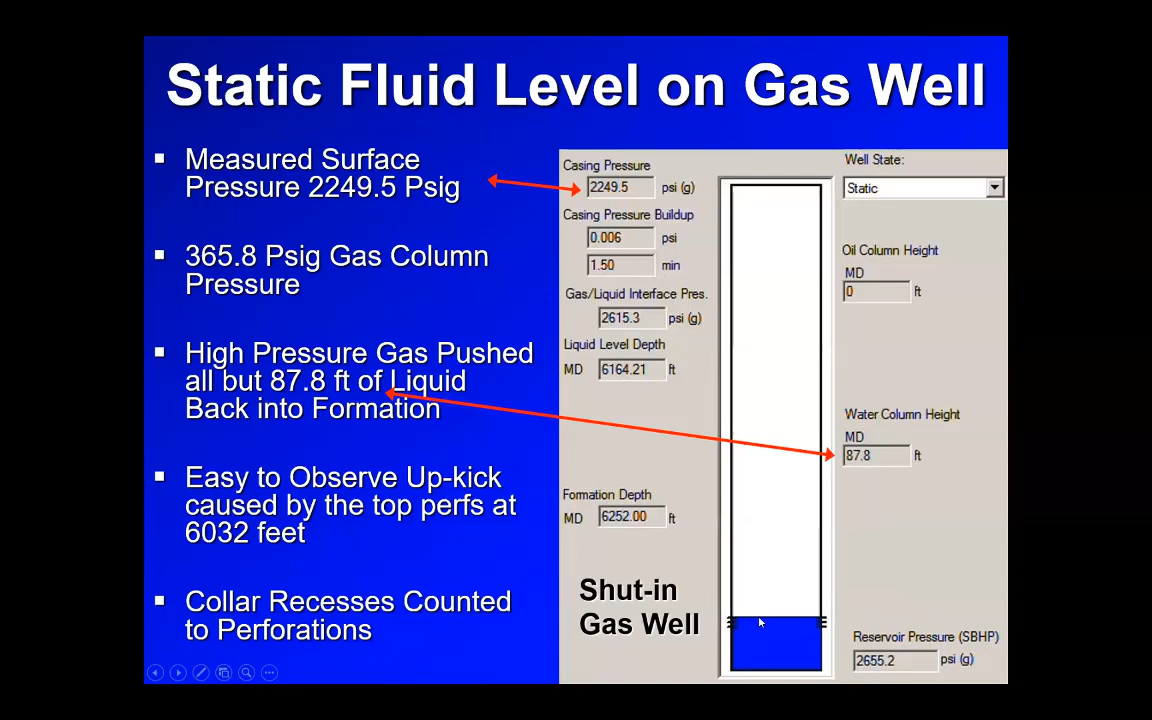 Static Fluid Level on Gas Well
▪ Measured Surface
Pressure 2249.5 Psig
▪ 365.8 Psig Gas Column
Pressure
▪ High Pressure Gas Pushed
all but 87.8 ft of Liquid
Back into Formation
▪ Easy to Observe Up-kick
caused by the top perfs at
6032 feet
▪ Collar Recesses Counted
to Perforations
Casing Pressure
2249.5 psi (g)
Casing Pressure Buildup
0.006 psi
1.50 min
Gas/Liquid Interface Pres.
2615.3 psi (g)
Liquid Level Depth
MD 6164.21 ft
Formation Depth
MD 6252.00 ft
Shut-in
Gas Well
Well State:
Static
Oil Column Height
MD
0 ft
Water Column Height
MD
87.8 ft
Reservoir Pressure (SBHP)
2655.2 psi (g)